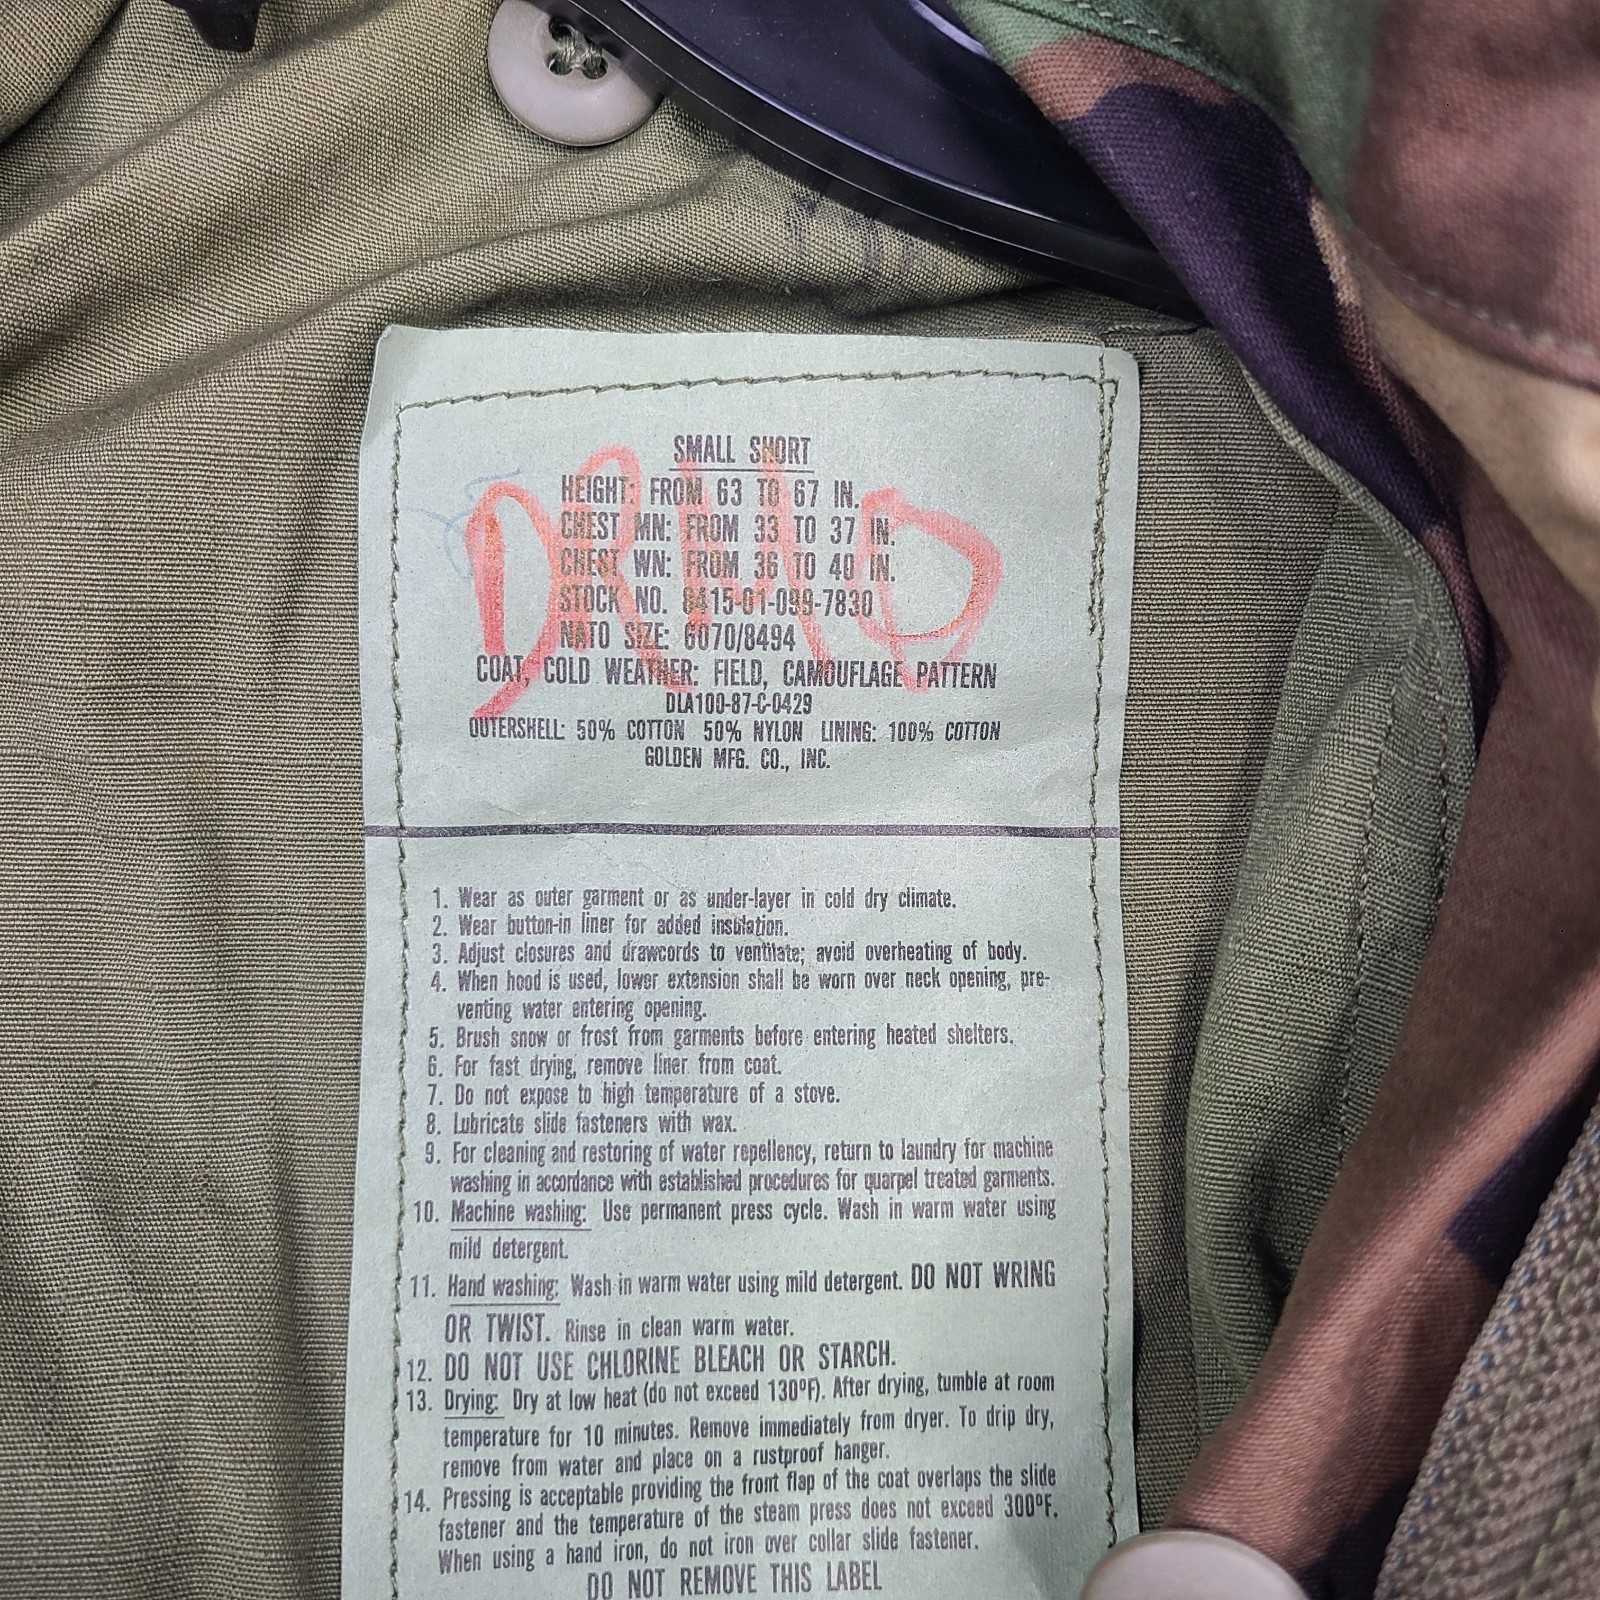 SMALL SHORT
HEIGHT: FROM 63 TO 67 IN.
CHEST MN: FROM 33 TO 37 IN.
CHEST WN: FROM 36 TO 40 IN.
STOCK NO. 8415-01-099-7830
NATO SIZE: 6070/8494
COAT, COLD WEATHER: FIELD, CAMOUFLAGE PATTERN
DLA100-87-C-0429
OUTERSHELL: 50% COTTON 50% NYLON LINING: 100% COTTON
GOLDEN MFG. CO., INC.
1. Wear as outer garment or as under-layer in cold dry climate.
2. Wear button-in liner for added insulation.
3. Adjust closures and drawcords to ventilate; avoid overheating of body.
4. When hood is used, lower extension shall be worn over neck opening, pre-
venting water entering opening.
5. Brush snow or frost from garments before entering heated shelters.
6. For fast drying, remove liner from coat.
7. Do not expose to high temperature of a stove.
8. Lubricate slide fasteners with wax.
9. For cleaning and restoring of water repellency, return to laundry for machine
washing in accordance with established procedures for quarpel treated garments.
10. Machine washing: Use permanent press cycle. Wash in warm water using
mild detergent.
11. Hand washing: Wash in warm water using mild detergent. DO NOT WRING
OR TWIST. Rinse in clean warm water.
12. DO NOT USE CHLORINE BLEACH OR STARCH.
13. Drying: Dry at low heat (do not exceed 130ºF). After drying, tumble at room
temperature for 10 minutes. Remove immediately from dryer. To drip dry,
remove from water and place on a rustproof hanger.
14. Pressing is acceptable providing the front flap of the coat overlaps the slide
fastener and the temperature of the steam press does not exceed 300ºF.
When using a hand iron, do not iron over collar slide fastener.
DO NOT REMOVE THIS LABEL